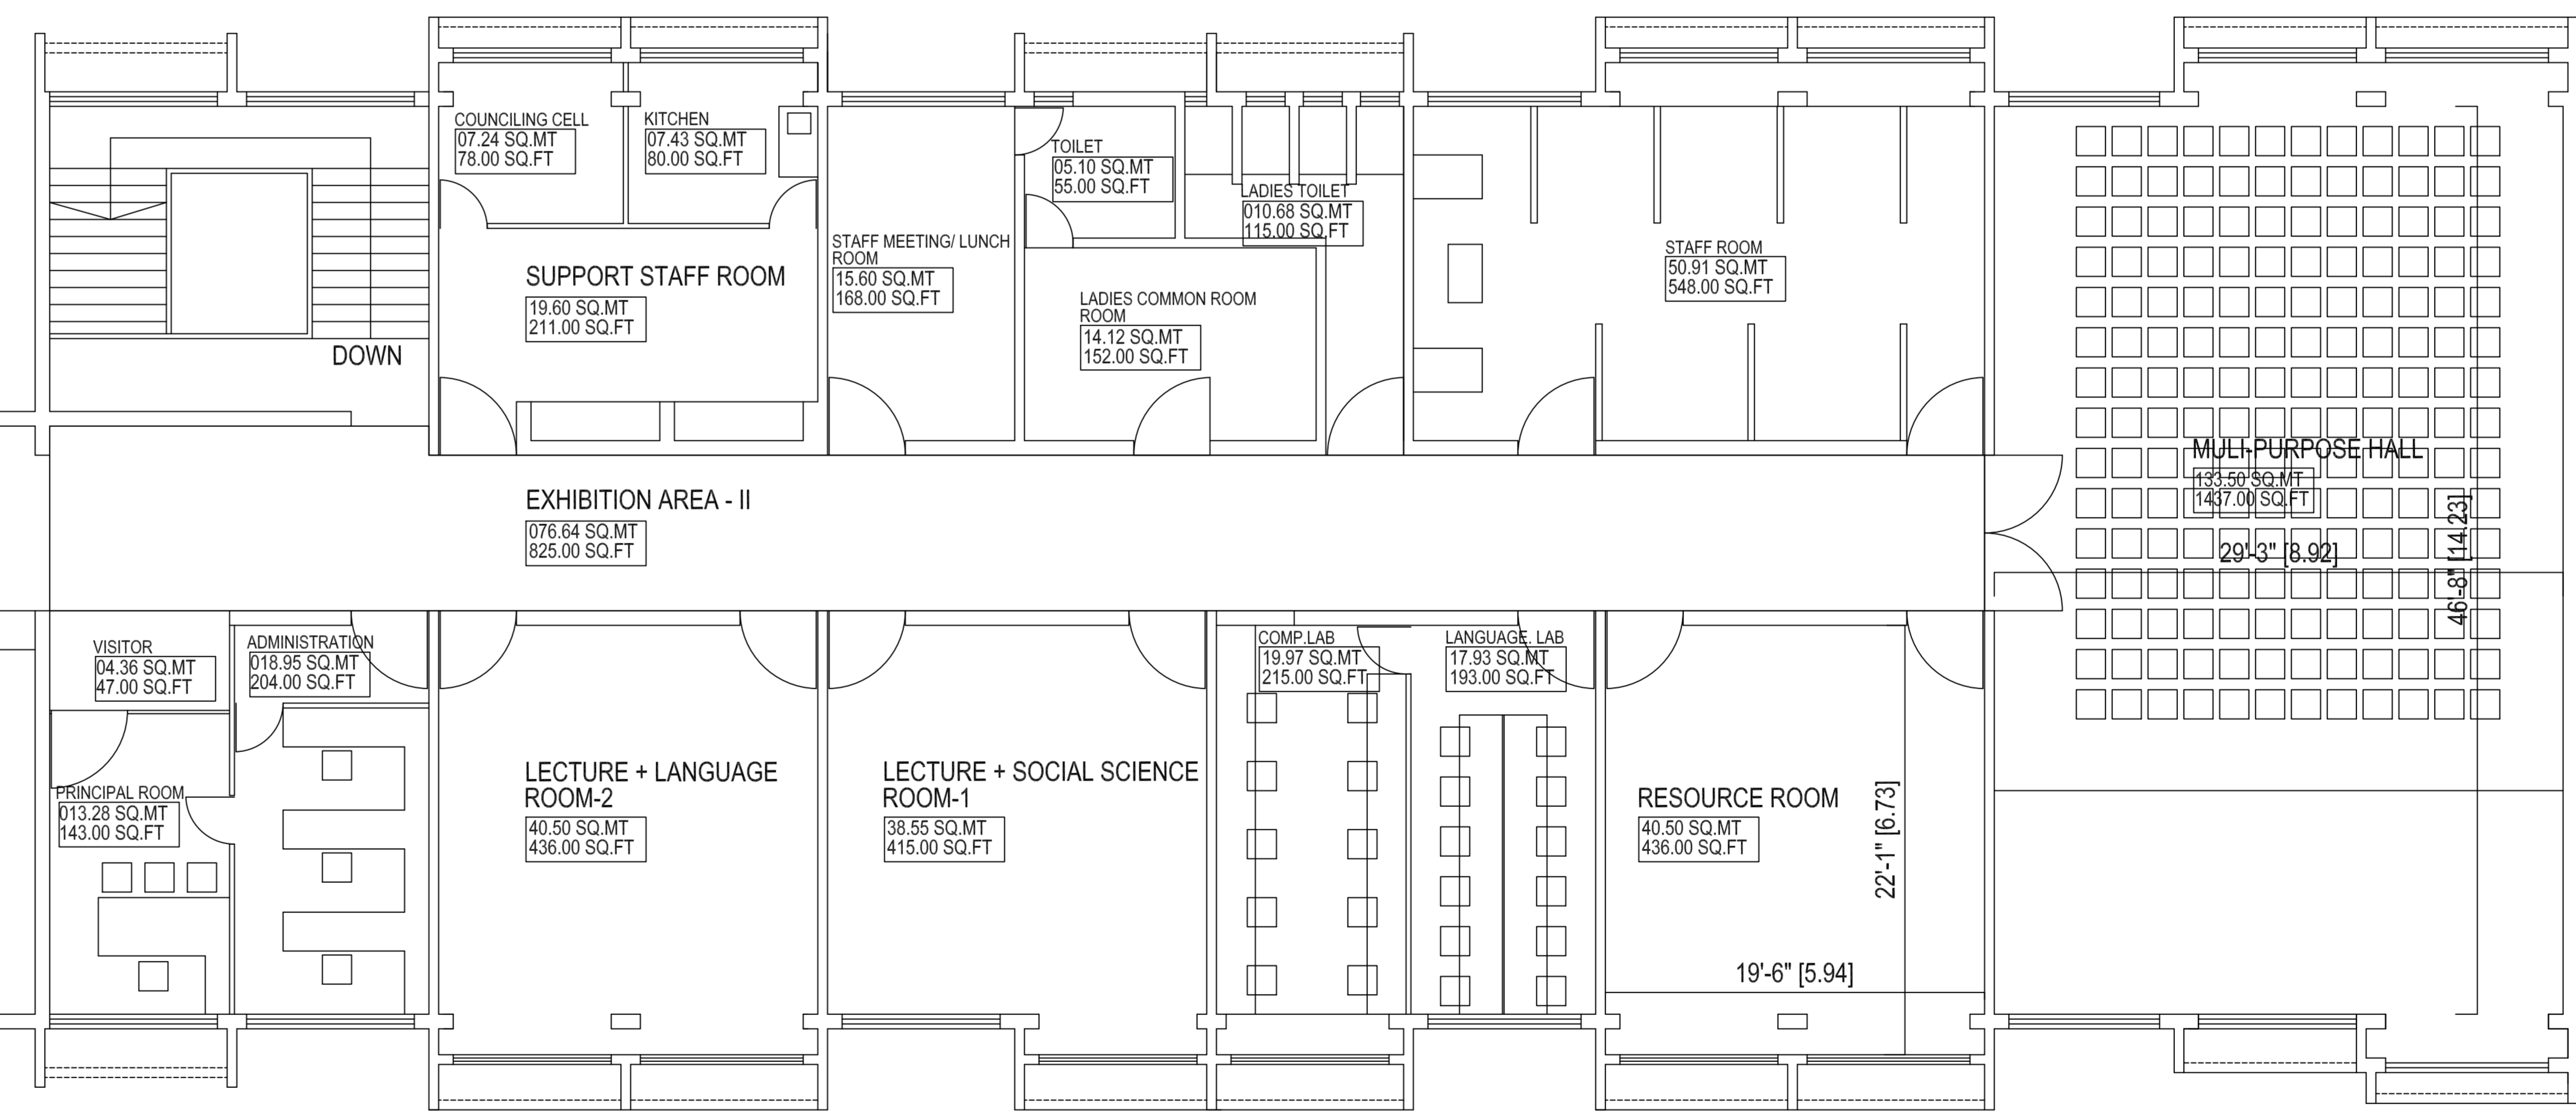 COUNCILING CELL
07.24 SQ.MT
78.00 SQ.FT
KITCHEN
07.43 SQ.MT
80.00 SQ.FT
TOILET
05.10 SQ.MT
55.00 SQ.FT
LADIES TOILET
010.68 SQ.MT
115.00 SQ.FT
SUPPORT STAFF ROOM
19.60 SQ.MT
211.00 SQ.FT
STAFF MEETING/ LUNCH
ROOM
15.60 SQ.MT
168.00 SQ.FT
LADIES COMMON ROOM
ROOM
14.12 SQ.MT
152.00 SQ.FT
STAFF ROOM
50.91 SQ.MT
548.00 SQ.FT
DOWN
MULI-PURPOSE HALL
133.50 SQ.MT
1437.00 SQ.FT
29'-3" [8.92]
46'-8" [14.23]
EXHIBITION AREA - II
076.64 SQ.MT
825.00 SQ.FT
VISITOR
04.36 SQ.MT
47.00 SQ.FT
ADMINISTRATION
018.95 SQ.MT
204.00 SQ.FT
COMP.LAB
19.97 SQ.MT
215.00 SQ.FT
LANGUAGE. LAB
17.93 SQ.MT
193.00 SQ.FT
PRINCIPAL ROOM
013.28 SQ.MT
143.00 SQ.FT
LECTURE + LANGUAGE
ROOM-2
40.50 SQ.MT
436.00 SQ.FT
LECTURE + SOCIAL SCIENCE
ROOM-1
38.55 SQ.MT
415.00 SQ.FT
RESOURCE ROOM
40.50 SQ.MT
436.00 SQ.FT
22'-1" [6.73]
19'-6" [5.94]